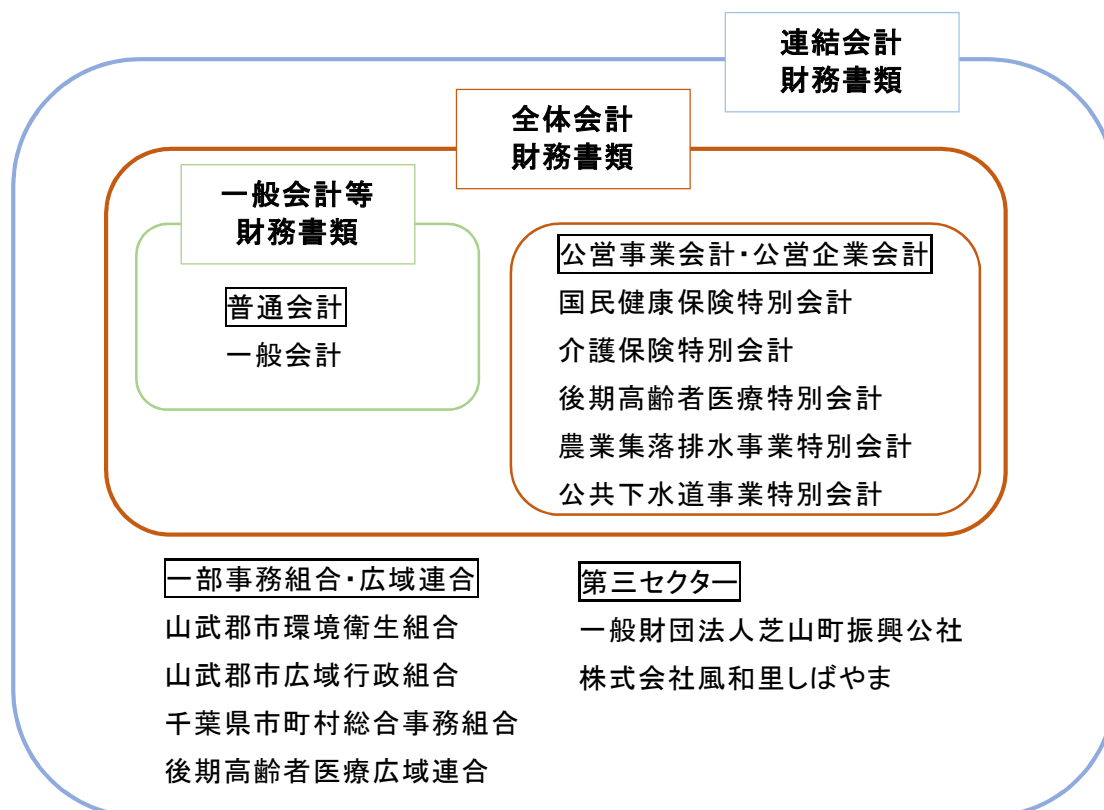 連結会計
財務書類
全体会計
財務書類
一般会計等
財務書類
普通会計
一般会計
公営事業会計・公営企業会計
国民健康保険特別会計
介護保険特別会計
後期高齢者医療特別会計
農業集落排水事業特別会計
公共下水道事業特別会計
一部事務組合・広域連合
山武郡市環境衛生組合
山武郡市広域行政組合
千葉県市町村総合事務組合
後期高齢者医療広域連合
第三セクター
一般財団法人芝山町振興公社
株式会社風和里しばやま